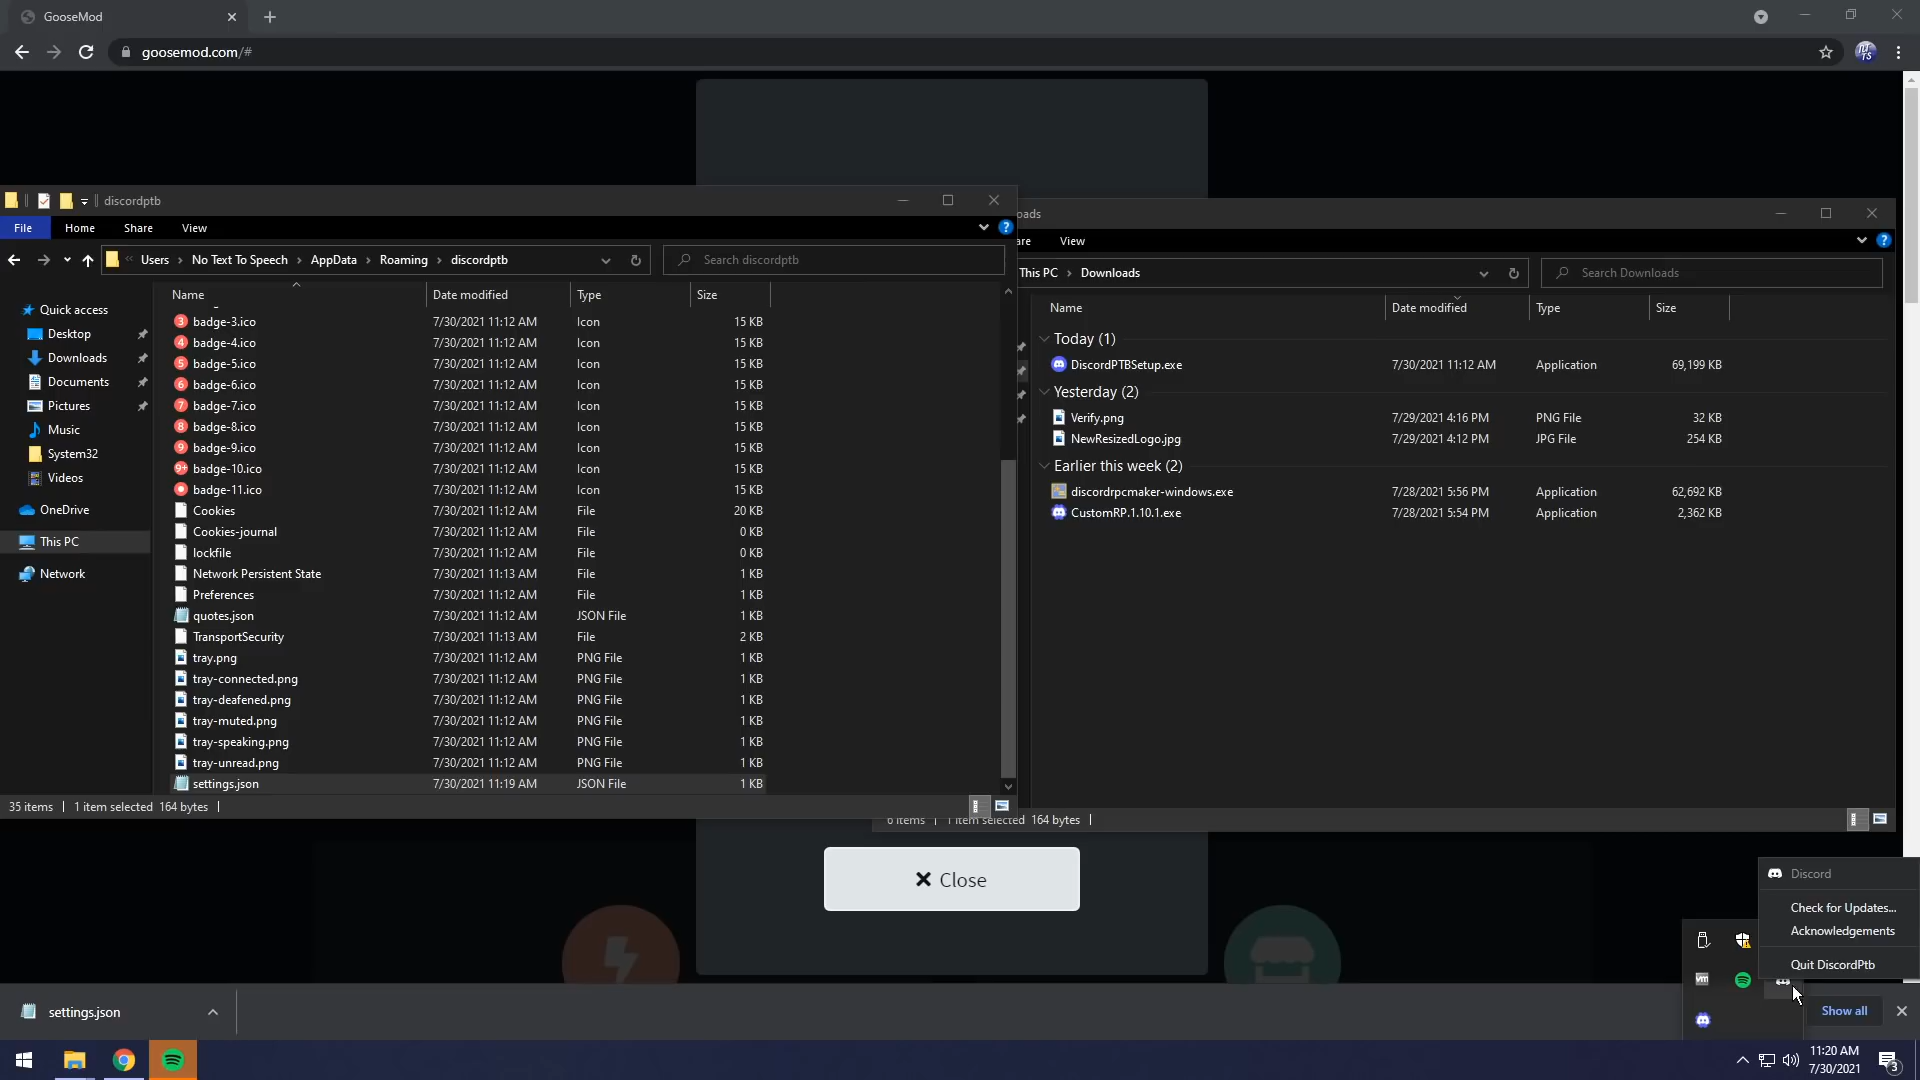 GooseMod
goosemod.com/#
discordptb
File Home Share View
Users › No Text To Speech › AppData › Roaming › discordptb
Search discordptb
Name Date modified Type Size
Quick access
Desktop
Downloads
Documents
Pictures
Music
System32
Videos
OneDrive
This PC
Network
badge-3.ico 7/30/2021 11:12 AM Icon 15 KB
badge-4.ico 7/30/2021 11:12 AM Icon 15 KB
badge-5.ico 7/30/2021 11:12 AM Icon 15 KB
badge-6.ico 7/30/2021 11:12 AM Icon 15 KB
badge-7.ico 7/30/2021 11:12 AM Icon 15 KB
badge-8.ico 7/30/2021 11:12 AM Icon 15 KB
badge-9.ico 7/30/2021 11:12 AM Icon 15 KB
badge-10.ico 7/30/2021 11:12 AM Icon 15 KB
badge-11.ico 7/30/2021 11:12 AM Icon 15 KB
Cookies 7/30/2021 11:12 AM File 20 KB
Cookies-journal 7/30/2021 11:12 AM File 0 KB
lockfile 7/30/2021 11:12 AM File 0 KB
Network Persistent State 7/30/2021 11:13 AM File 1 KB
Preferences 7/30/2021 11:12 AM File 1 KB
quotes.json 7/30/2021 11:12 AM JSON File 1 KB
TransportSecurity 7/30/2021 11:13 AM File 2 KB
tray.png 7/30/2021 11:12 AM PNG File 1 KB
tray-connected.png 7/30/2021 11:12 AM PNG File 1 KB
tray-deafened.png 7/30/2021 11:12 AM PNG File 1 KB
tray-muted.png 7/30/2021 11:12 AM PNG File 1 KB
tray-speaking.png 7/30/2021 11:12 AM PNG File 1 KB
tray-unread.png 7/30/2021 11:12 AM PNG File 1 KB
settings.json 7/30/2021 11:19 AM JSON File 1 KB
35 items 1 item selected 164 bytes
oads
are View
This PC › Downloads
Search Downloads
Name Date modified Type Size
Today (1)
DiscordPTBSetup.exe 7/30/2021 11:12 AM Application 69,199 KB
Yesterday (2)
Verify.png 7/29/2021 4:16 PM PNG File 32 KB
NewResizedLogo.jpg 7/29/2021 4:12 PM JPG File 254 KB
Earlier this week (2)
discordrpcmaker-windows.exe 7/28/2021 5:56 PM Application 62,692 KB
CustomRP.1.10.1.exe 7/28/2021 5:54 PM Application 2,362 KB
6 items 1 item selected 164 bytes
Close
Discord
Check for Updates...
Acknowledgements
Quit DiscordPtb
settings.json
Show all
11:20 AM
7/30/2021
3